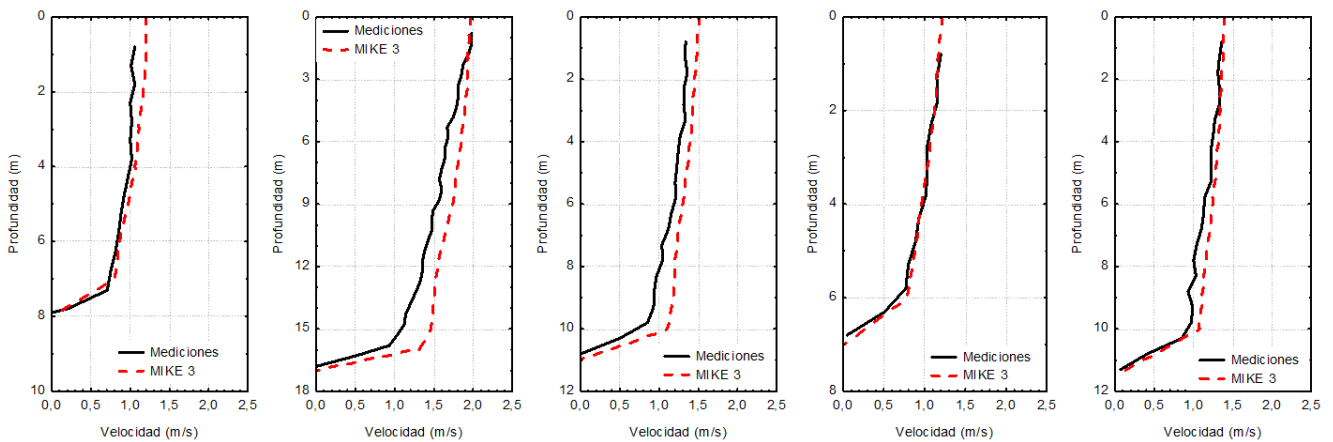 0
2
4
6
8
10
Profundidad (m)
Mediciones
MIKE 3
0,0 0,5 1,0 1,5 2,0 2,5
Velocidad (m/s)
0
3
6
9
12
15
18
Profundidad (m)
Mediciones
MIKE 3
0,0 0,5 1,0 1,5 2,0 2,5
Velocidad (m/s)
0
2
4
6
8
10
12
Profundidad (m)
Mediciones
MIKE 3
0,0 0,5 1,0 1,5 2,0 2,5
Velocidad (m/s)
0
2
4
6
8
Profundidad (m)
Mediciones
MIKE 3
0,0 0,5 1,0 1,5 2,0 2,5
Velocidad (m/s)
0
2
4
6
8
10
12
Profundidad (m)
Mediciones
MIKE 3
0,0 0,5 1,0 1,5 2,0 2,5
Velocidad (m/s)